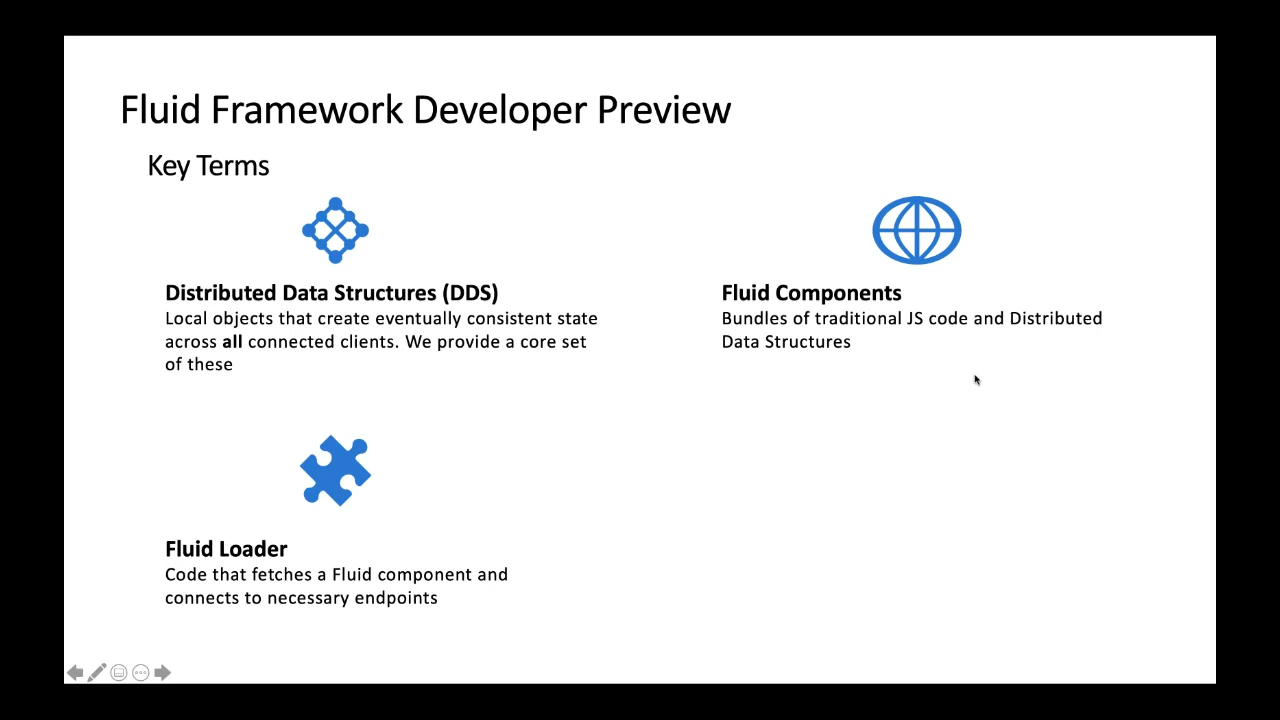 Fluid Framework Developer Preview
Key Terms
Distributed Data Structures (DDS)
Local objects that create eventually consistent state
across all connected clients. We provide a core set
of these
Fluid Components
Bundles of traditional JS code and Distributed
Data Structures
Fluid Loader
Code that fetches a Fluid component and
connects to necessary endpoints